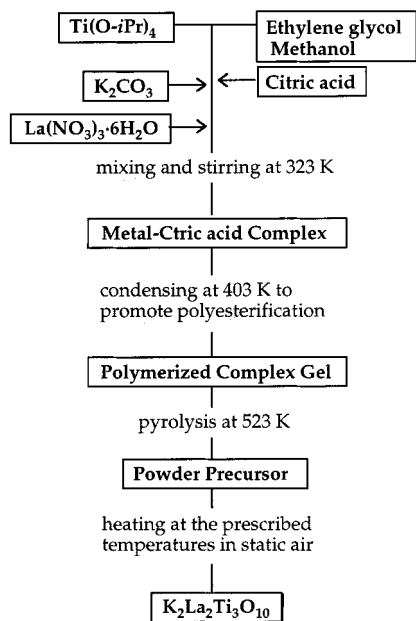 Ti(O-iPr)4
Ethylene glycol
Methanol
K2CO3
Citric acid
La(NO3)3·6H2O
mixing and stirring at 323 K
Metal-Ctric acid Complex
condensing at 403 K to
promote polyesterification
Polymerized Complex Gel
pyrolysis at 523 K
Powder Precursor
heating at the prescribed
temperatures in static air
K2La2Ti3O10